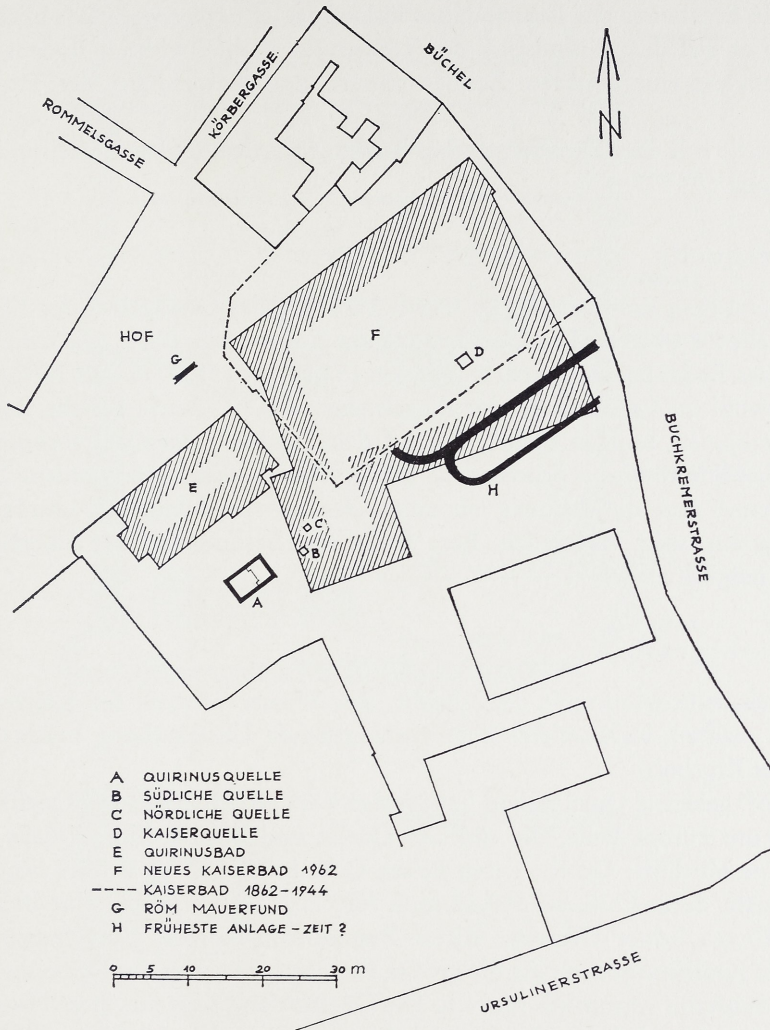 BÜCHEL
KÖRBERGASSE
ROMMELSGASSE
N
HOF
G
F
D
BUCHKREMERSTRASSE
E
H
C
B
A
A QUIRINUSQUELLE
B SÜDLICHE QUELLE
C NÖRDLICHE QUELLE
D KAISERQUELLE
E QUIRINUSBAD
F NEUES KAISERBAD 1962
---- KAISERBAD 1862-1944
G RÖM MAUERFUND
H FRÜHESTE ANLAGE - ZEIT ?
0 5 10 20 30 m
URSULINERSTRASSE